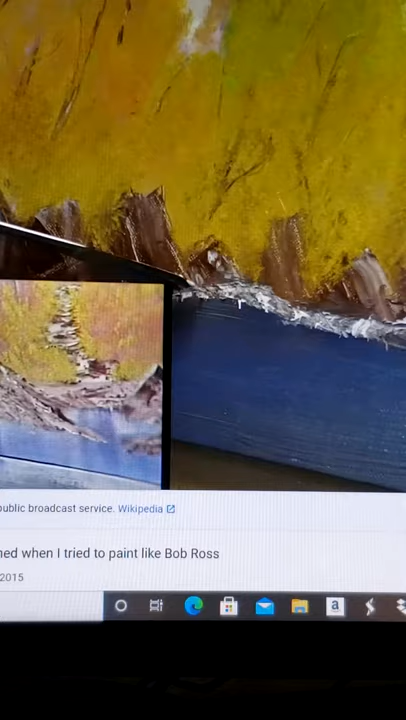 public broadcast service. Wikipedia
ned when I tried to paint like Bob Ross
2015
a